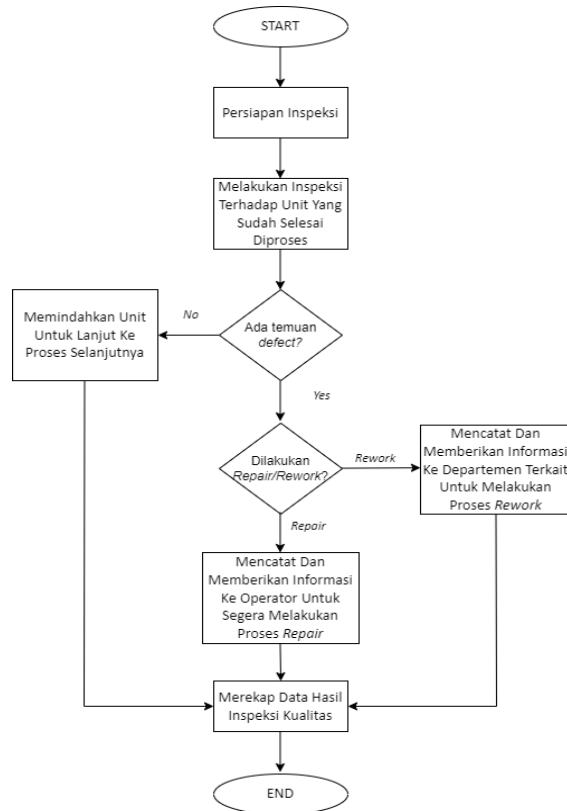 START
Persiapan Inspeksi
Melakukan Inspeksi
Terhadap Unit Yang
Sudah Selesai
Diproses
Ada temuan
defect?
No
Memindahkan Unit
Untuk Lanjut Ke
Proses Selanjutnya
Yes
Dilakukan
Repair/Rework?
Rework
Mencatat Dan
Memberikan Informasi
Ke Departemen Terkait
Untuk Melakukan
Proses Rework
Repair
Mencatat Dan
Memberikan Informasi
Ke Operator Untuk
Segera Melakukan
Proses Repair
Merekap Data Hasil
Inspeksi Kualitas
END